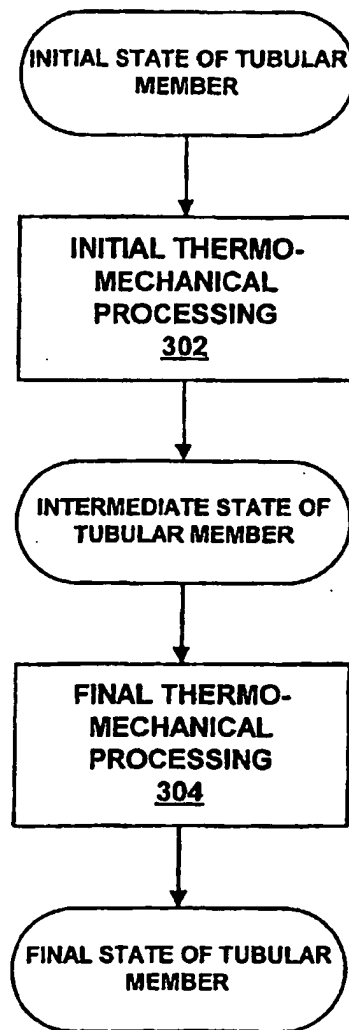 INITIAL STATE OF TUBULAR
MEMBER
INITIAL THERMO-
MECHANICAL
PROCESSING
302
INTERMEDIATE STATE OF
TUBULAR MEMBER
FINAL THERMO-
MECHANICAL
PROCESSING
304
FINAL STATE OF TUBULAR
MEMBER